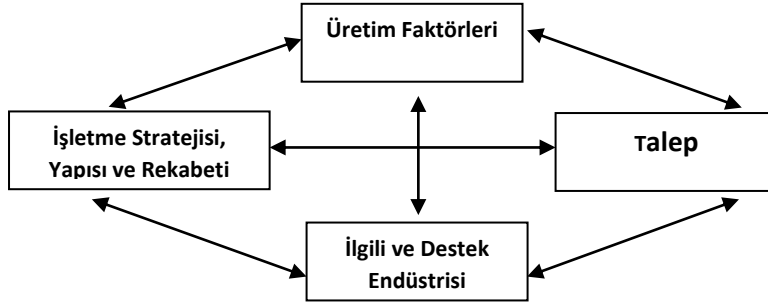 Üretim Faktörleri
İşletme Stratejisi,
Yapısı ve Rekabeti
Talep
İlgili ve Destek
Endüstrisi